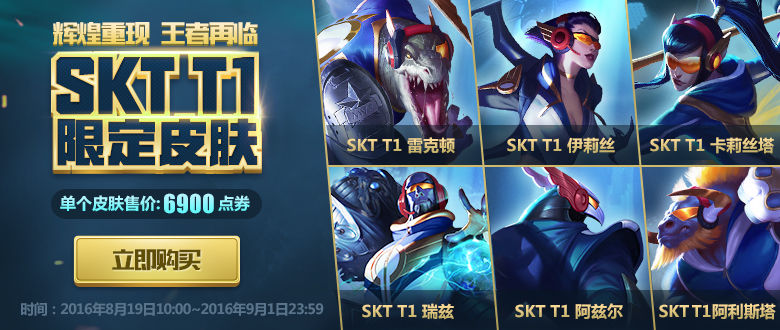 辉煌重现 王者再临
SKT T1
限定皮肤
单个皮肤售价:6900点券
立即购买
时间：2016年8月19日10:00~2016年9月1日23:59
SKT T1 雷克顿
SKT T1 伊莉丝
SKT T1 卡莉丝塔
SKT T1 瑞兹
SKT T1 阿兹尔
SKT T1阿利斯塔